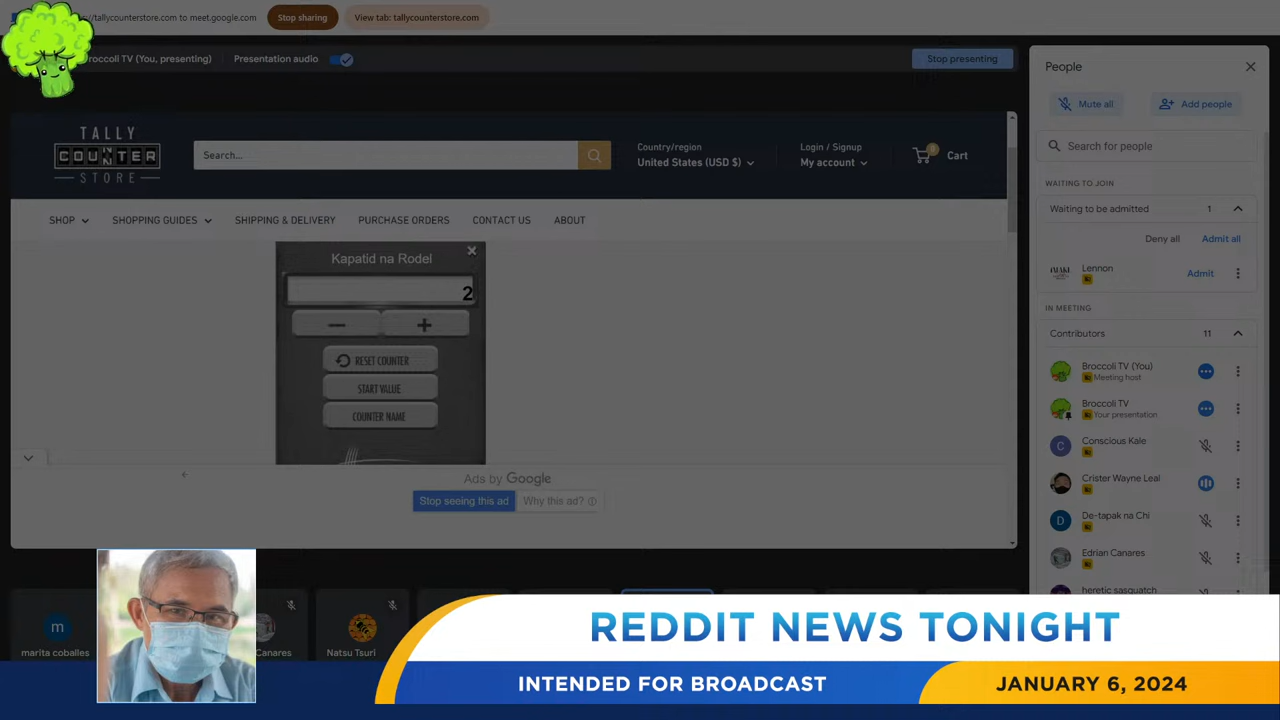 ://tallycounterstore.com to meet.google.com
Stop sharing
View tab: tallycounterstore.com
Broccoli TV (You, presenting)
Presentation audio
Stop presenting
TALLY
COUNTER
STORE
Search...
Country/region
United States (USD $)
Login / Signup
My account
0
Cart
SHOP
SHOPPING GUIDES
SHIPPING & DELIVERY
PURCHASE ORDERS
CONTACT US
ABOUT
Kapatid na Rodel
2
RESET COUNTER
START VALUE
COUNTER NAME
Ads by Google
Stop seeing this ad
Why this ad?
People
Mute all
Add people
Search for people
WAITING TO JOIN
Waiting to be admitted
1
Deny all
Admit all
Lennon
Admit
IN MEETING
Contributors
11
Broccoli TV (You)
Meeting host
Broccoli TV
Your presentation
C
Conscious Kale
Crister Wayne Leal
D
De-tapak na Chi
Edrian Canares
heretic sasquatch
m
marita coballes
Canares
Natsu Tsuri
REDDIT NEWS TONIGHT
INTENDED FOR BROADCAST
JANUARY 6, 2024